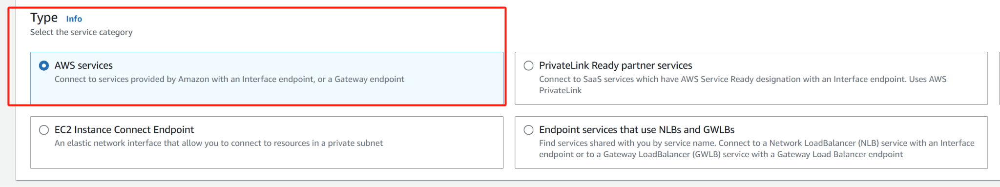 Type Info
Select the service category
AWS services
Connect to services provided by Amazon with an Interface endpoint, or a Gateway endpoint
PrivateLink Ready partner services
Connect to SaaS services which have AWS Service Ready designation with an Interface endpoint. Uses AWS
PrivateLink
EC2 Instance Connect Endpoint
An elastic network interface that allow you to connect to resources in a private subnet
Endpoint services that use NLBs and GWLBs
Find services shared with you by service name. Connect to a Network LoadBalancer (NLB) service with an Interface
endpoint or to a Gateway LoadBalancer (GWLB) service with a Gateway Load Balancer endpoint